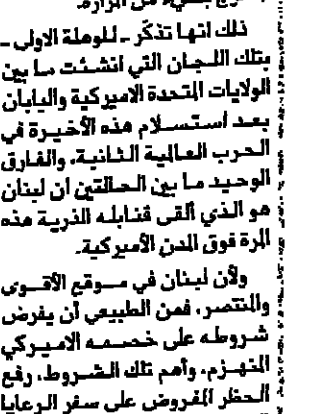 ذلك انها تذكّر - للوهلة الاولى -
بتلك اللجان التي انشئت ما بين
الولايات المتحدة الاميركية واليابان
بعد استسلام هذه الأخيرة في
الحرب العالمية الثانية، والفارق
الوحيد ما بين الحالتين ان لبنان
هو الذي ألقى قنابله الذرية هذه
المرة فوق المدن الأميركية.
ولأن لبنان في موقع الأقوى
والمنتصر، فمن الطبيعي أن يفرض
شروطه على خصمه الاميركي
المنهزم، وأهم تلك الشروط، رفع
الحظر المفروض على سفر الرعايا